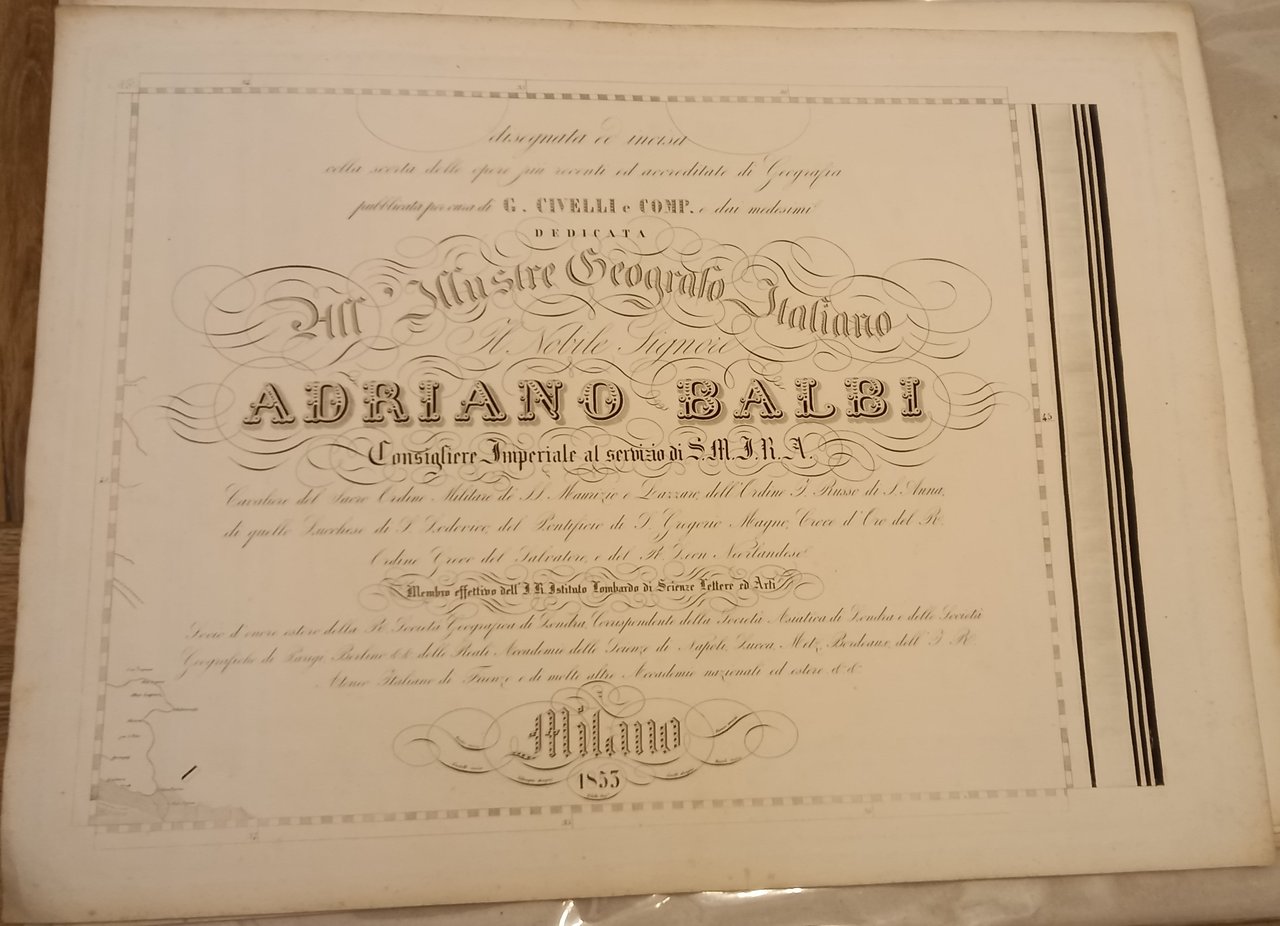 disegnata ed incisa
colla scorta delle opere più recenti ed accreditate di Geografia
pubblicata per cura di G. CIVELLI e COMP. e dai medesimi
DEDICATA
All' Illustre Geografo Italiano
Il Nobile Signore
ADRIANO BALBI
Consigliere Imperiale al servizio di S.M.I.R.A.
Cavaliere del Sacro Ordine Militare de SS. Maurizio e Lazzaro, dell'Ordine I. Russo di S. Anna,
di quello Lucchese di S. Lodovico, del Pontificio di S. Gregorio Magno, Croce d'Oro del R.
Ordine Greco del Salvatore, e del R. Leon Neerlandese
Membro effettivo dell' I. R. Istituto Lombardo di Scienze Lettere ed Arti
Socio d'onore estero della R. Società Geografica di Londra, Corrispondente della Società Asiatica di Londra e delle Società
Geografiche di Parigi, Berlino &.&. delle Reali Accademie delle Scienze di Napoli, Lucca, Metz, Bordeaux, dell' I. R.
Ateneo Italiano di Firenze e di molte altre Accademie nazionali ed estere &. &.
Milano
1853
45